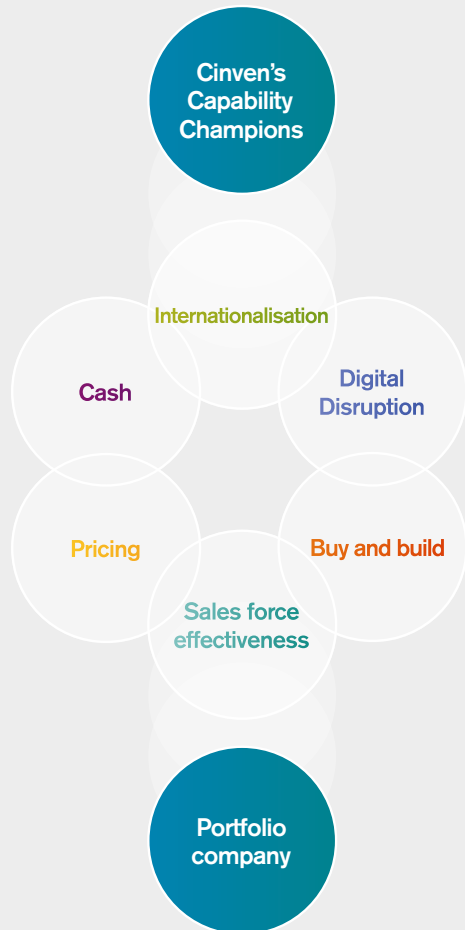 Cinven’s
Capability
Champions
Internationalisation
Cash
Digital
Disruption
Pricing
Buy and build
Sales force
effectiveness
Portfolio
company